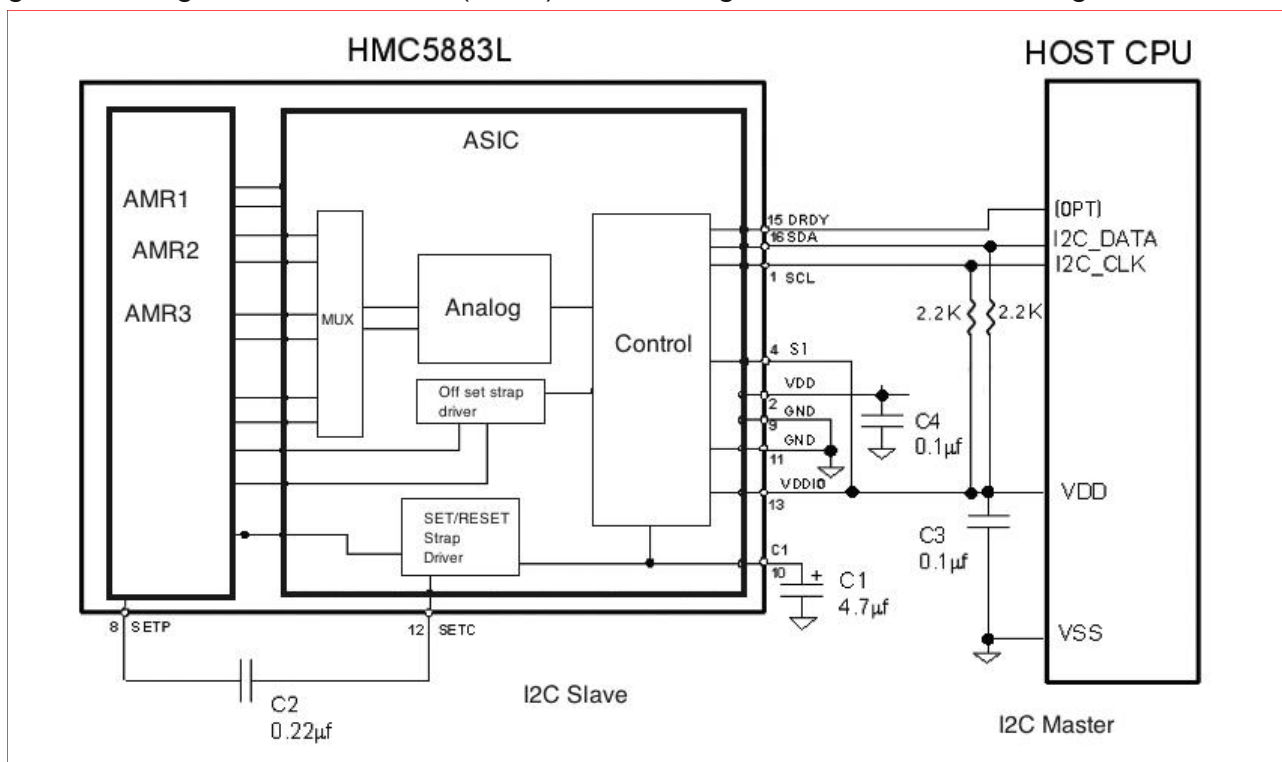 HMC5883L
HOST CPU
ASIC
AMR1
AMR2
AMR3
MUX
Analog
Control
Off set strap
driver
SET/RESET
Strap
Driver
15 DRDY
16 SDA
1 SCL
4 S1
VDD
2
GND
9
GND
11
VDDIO
13
C1
10
+
C1
4.7µf
C4
0.1µf
C3
0.1µf
2.2K
2.2K
(OPT)
I2C_DATA
I2C_CLK
VDD
VSS
8 SETP
12 SETC
C2
0.22µf
I2C Slave
I2C Master